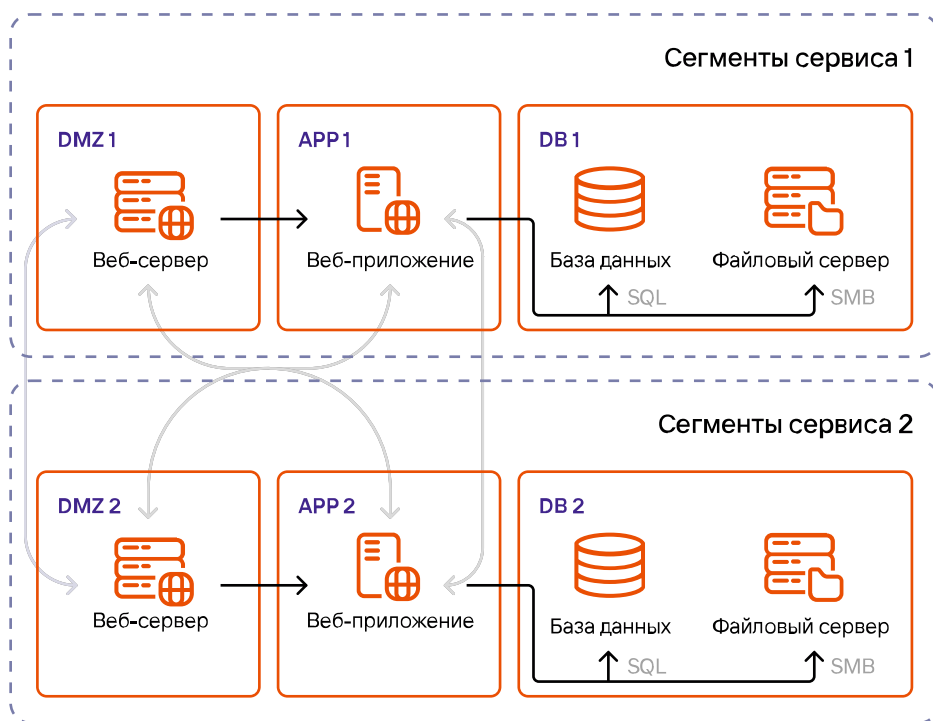 Сегменты сервиса 1
DMZ 1
APP 1
DB 1
Веб-сервер
Веб-приложение
База данных
Файловый сервер
SQL
SMB
Сегменты сервиса 2
DMZ 2
APP 2
DB 2
Веб-сервер
Веб-приложение
База данных
Файловый сервер
SQL
SMB